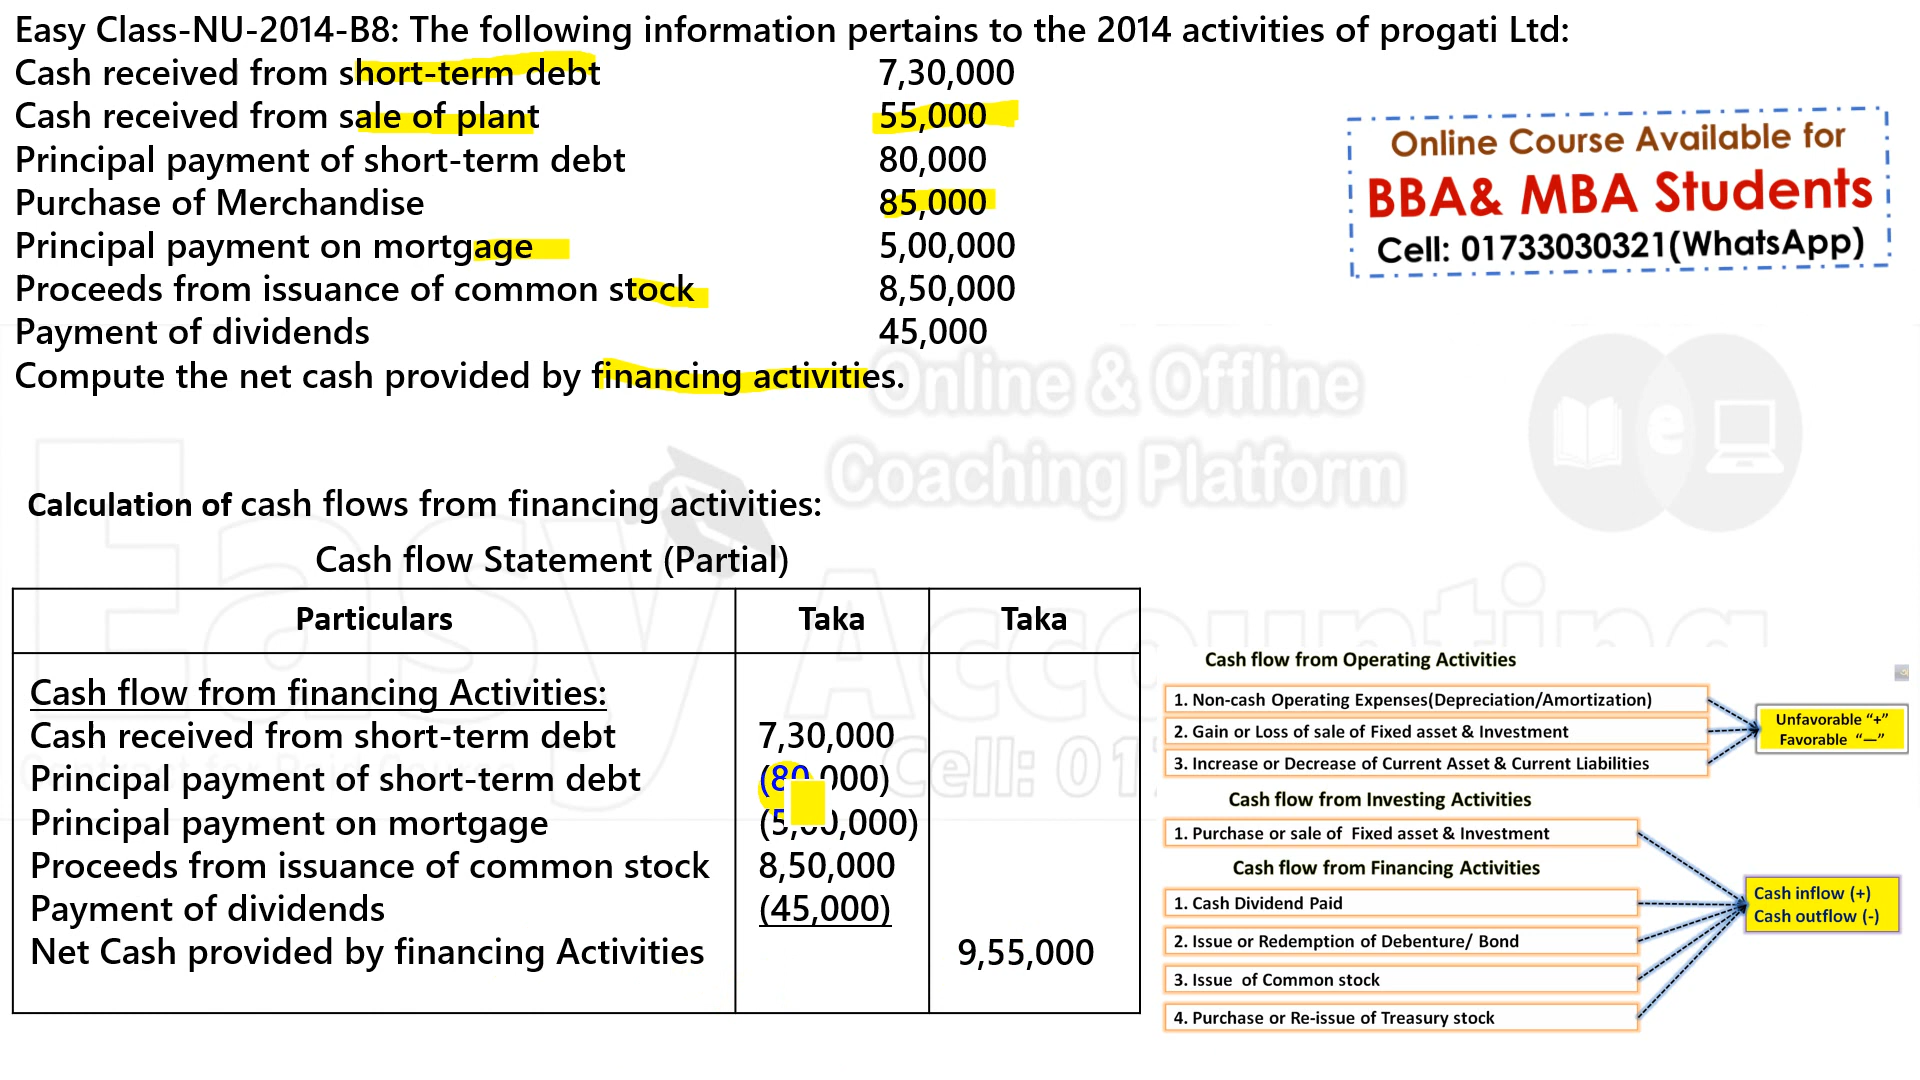 Easy Class-NU-2014-B8: The following information pertains to the 2014 activities of progati Ltd:
Cash received from short-term debt 7,30,000
Cash received from sale of plant 55,000
Principal payment of short-term debt 80,000
Purchase of Merchandise 85,000
Principal payment on mortgage 5,00,000
Proceeds from issuance of common stock 8,50,000
Payment of dividends 45,000
Compute the net cash provided by financing activities.
Online Course Available for
BBA& MBA Students
Cell: 01733030321(WhatsApp)
Online & Offline
Coaching Platform
e
Easy Accounting
Calculation of cash flows from financing activities:
Cash flow Statement (Partial)
Particulars Taka Taka
Cash flow from financing Activities:
Cash received from short-term debt 7,30,000
Principal payment of short-term debt (80,000)
Principal payment on mortgage (5,00,000)
Proceeds from issuance of common stock 8,50,000
Payment of dividends (45,000)
Net Cash provided by financing Activities 9,55,000
Cell: 01
Cash flow from Operating Activities
1. Non-cash Operating Expenses(Depreciation/Amortization)
2. Gain or Loss of sale of Fixed asset & Investment
3. Increase or Decrease of Current Asset & Current Liabilities
Unfavorable “+”
Favorable “—”
Cash flow from Investing Activities
1. Purchase or sale of Fixed asset & Investment
Cash flow from Financing Activities
1. Cash Dividend Paid
2. Issue or Redemption of Debenture/ Bond
3. Issue of Common stock
4. Purchase or Re-issue of Treasury stock
Cash inflow (+)
Cash outflow (-)